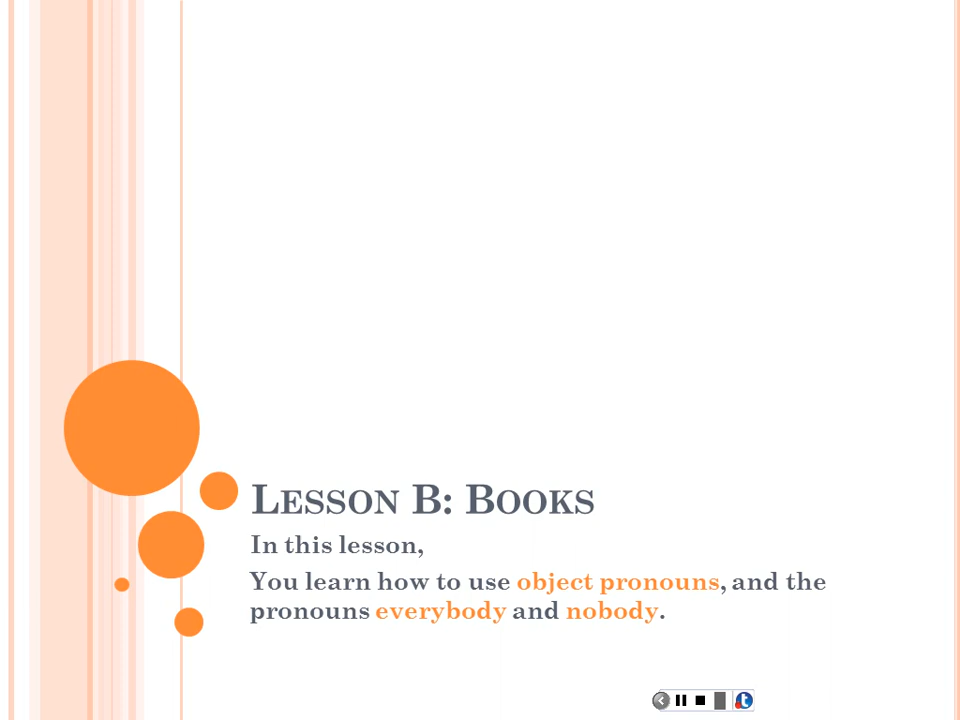 LESSON B: BOOKS
In this lesson,
You learn how to use object pronouns, and the
pronouns everybody and nobody.